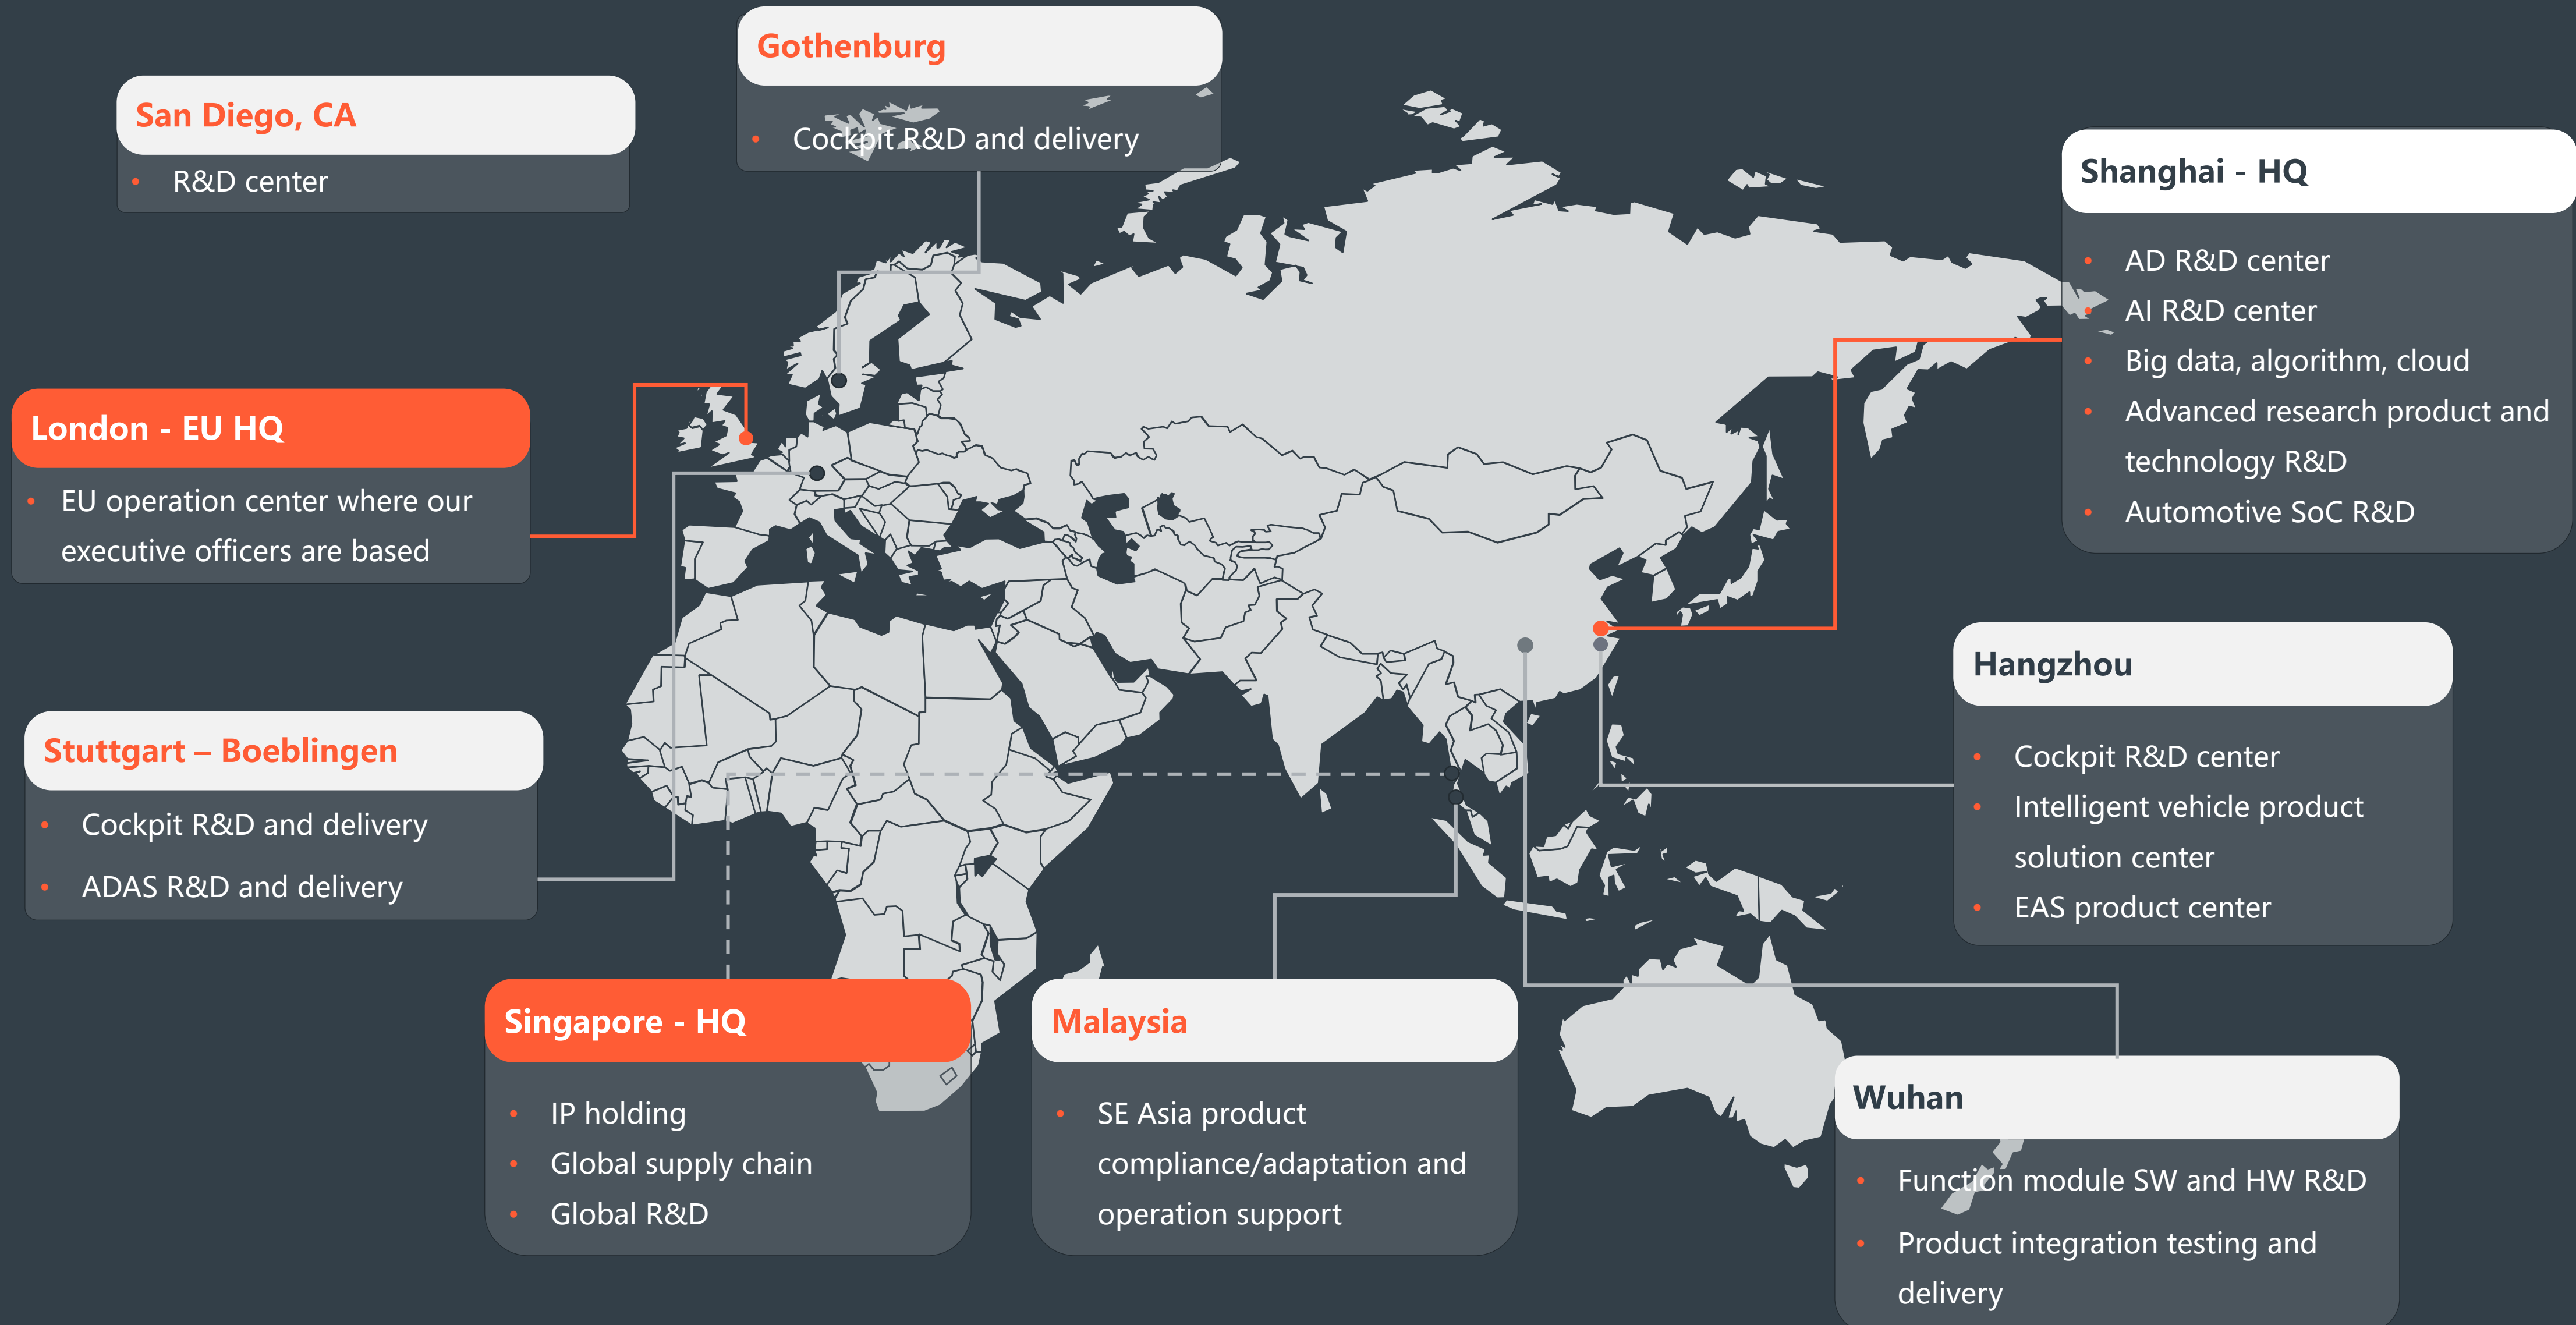 Gothenburg
• Cockpit R&D and delivery
San Diego, CA
• R&D center
Shanghai - HQ
• AD R&D center
• AI R&D center
• Big data, algorithm, cloud
• Advanced research product and
technology R&D
• Automotive SoC R&D
London - EU HQ
• EU operation center where our
executive officers are based
Hangzhou
• Cockpit R&D center
• Intelligent vehicle product
solution center
• EAS product center
Stuttgart – Boeblingen
• Cockpit R&D and delivery
• ADAS R&D and delivery
Singapore - HQ
• IP holding
• Global supply chain
• Global R&D
Malaysia
• SE Asia product
compliance/adaptation and
operation support
Wuhan
• Function module SW and HW R&D
• Product integration testing and
delivery